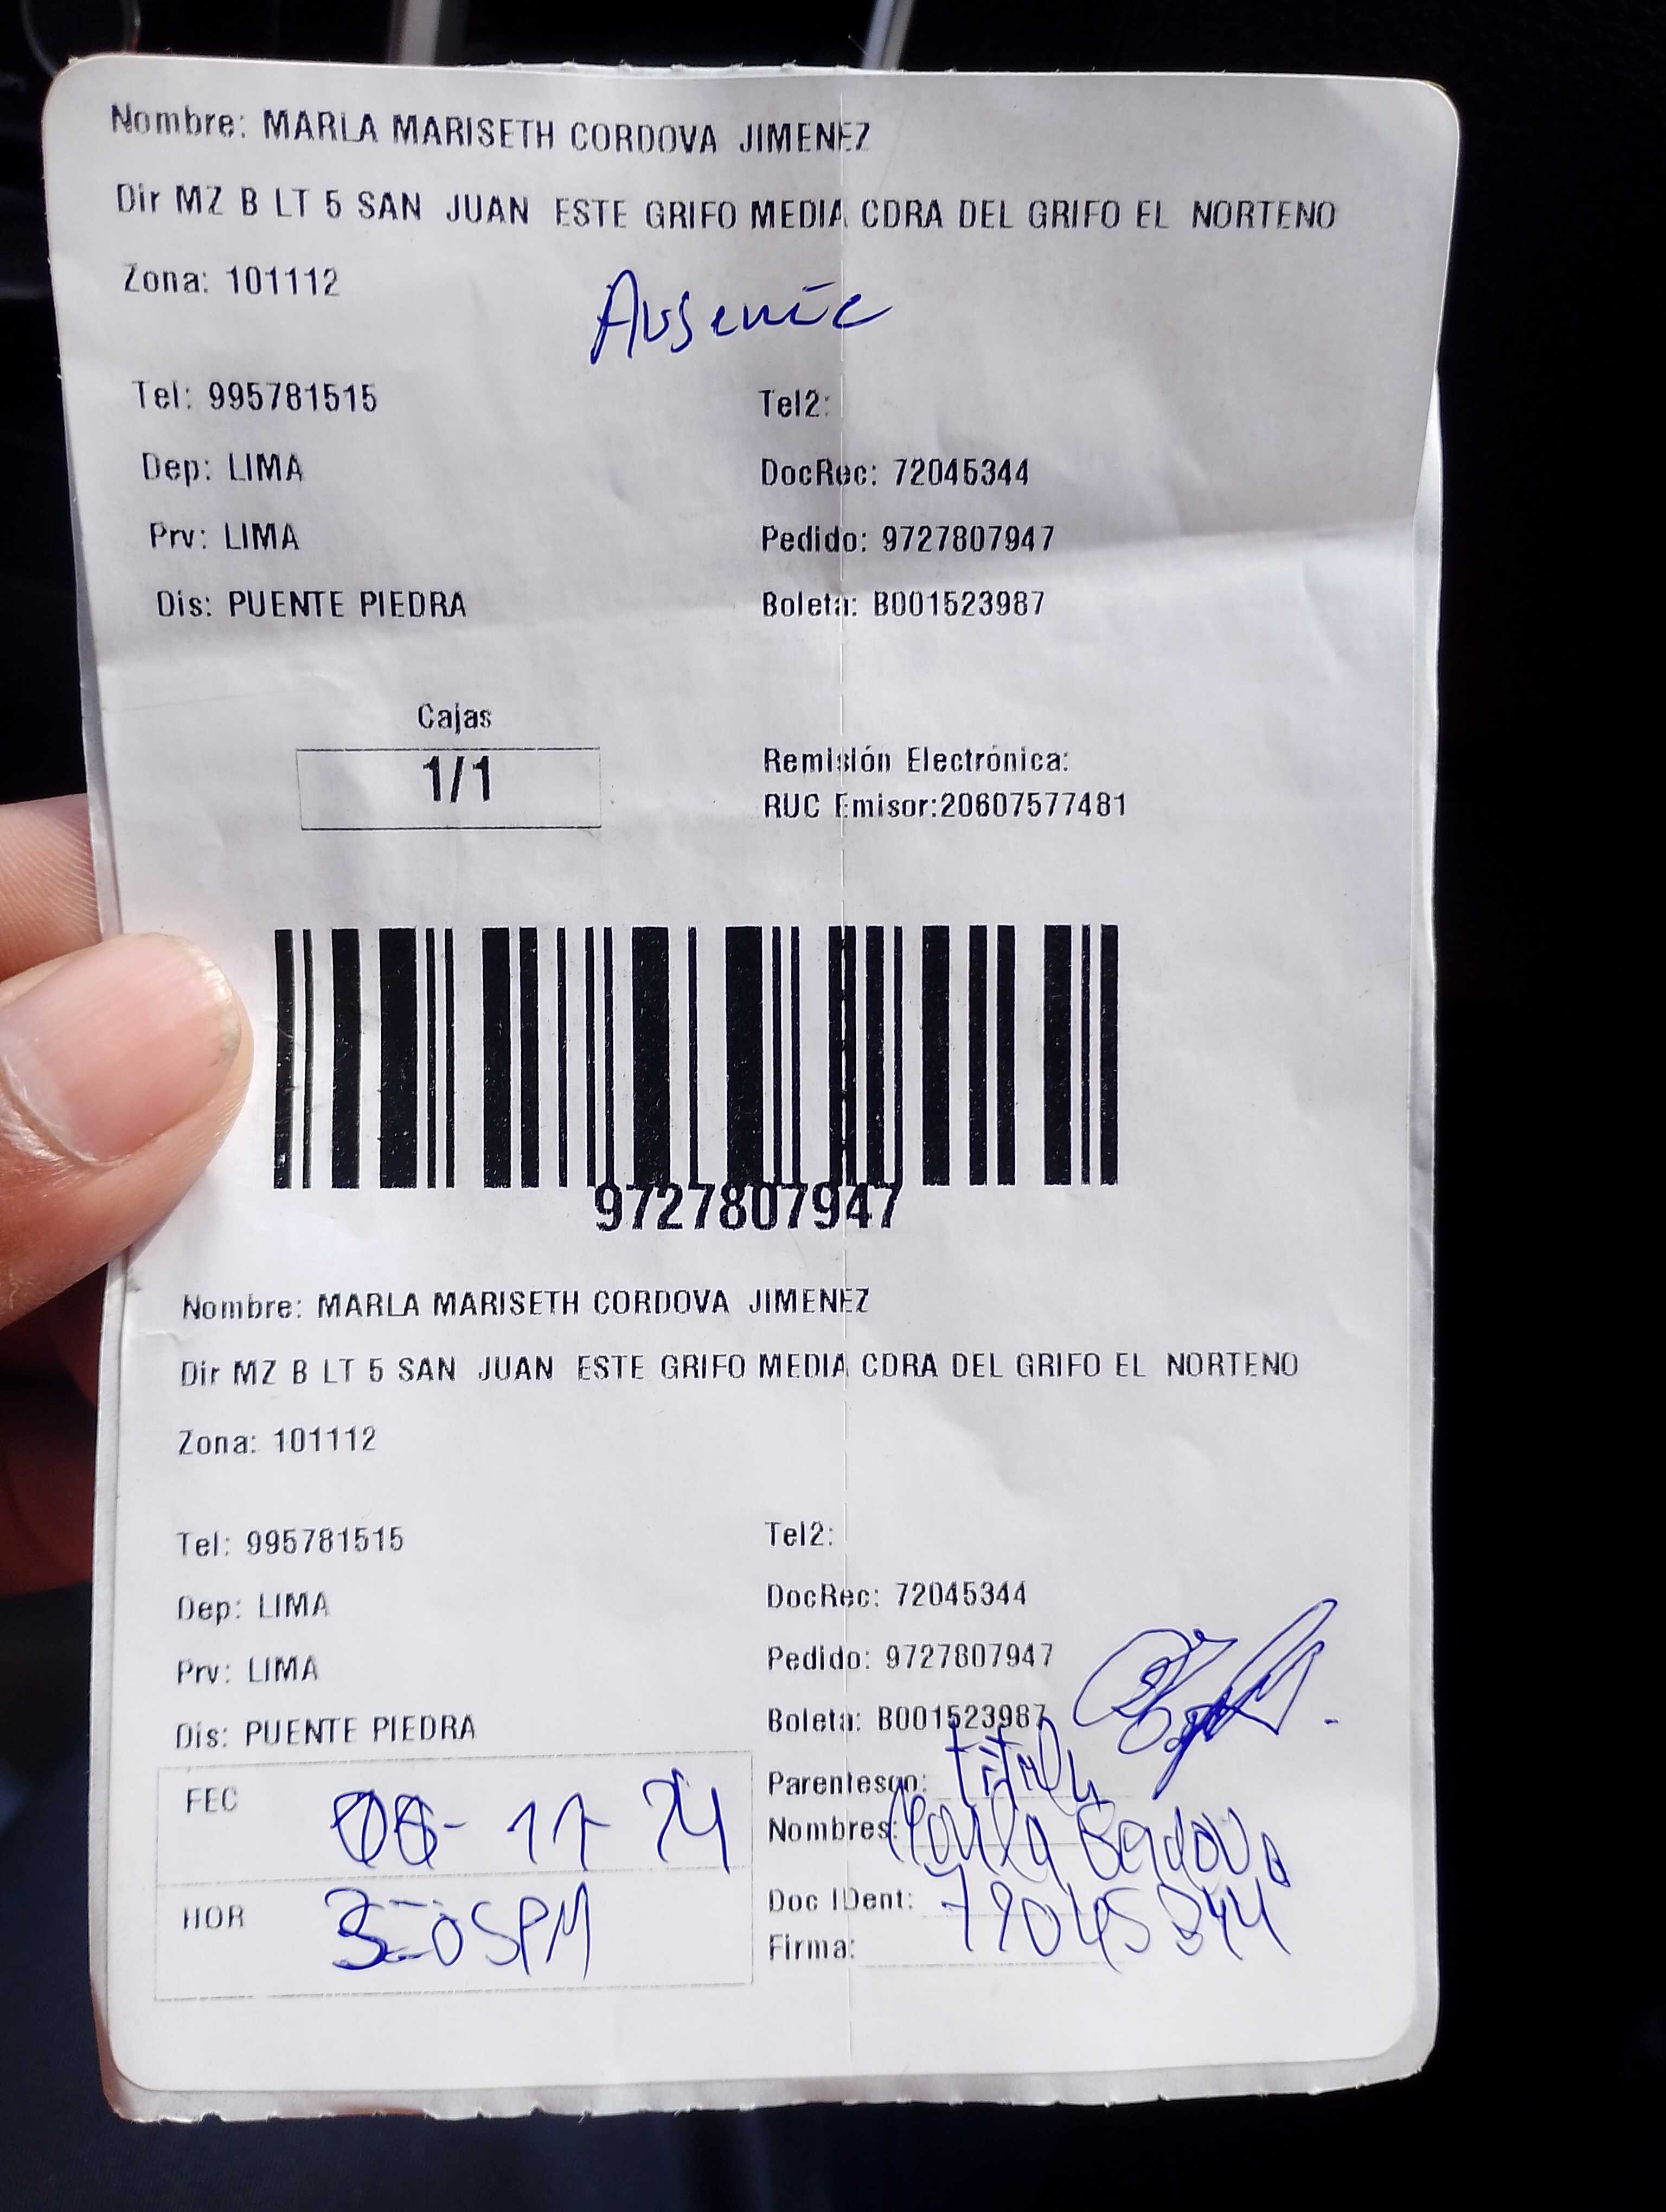 Nombre: MARLA MARISETH CORDOVA JIMENEZ
Dir MZ B LT 5 SAN JUAN ESTE GRIFO MEDIA CDRA DEL GRIFO EL NORTENO
Zona: 101112
Ausente
Tel: 995781515 Tel2:
Dep: LIMA DocRec: 72045344
Prv: LIMA Pedido: 9727807947
Dis: PUENTE PIEDRA Boleta: B001523987
Cajas
1/1
Remisión Electrónica:
RUC Emisor:20607577481
9727807947
Nombre: MARLA MARISETH CORDOVA JIMENEZ
Dir MZ B LT 5 SAN JUAN ESTE GRIFO MEDIA CDRA DEL GRIFO EL NORTENO
Zona: 101112
Tel: 995781515 Tel2:
Dep: LIMA DocRec: 72045344
Prv: LIMA Pedido: 9727807947
Dis: PUENTE PIEDRA Boleta: B001523987
FEC 06-11-24
Parentesco:
Nombres:
HOR 3:05PM
Doc IDent:
Firma: